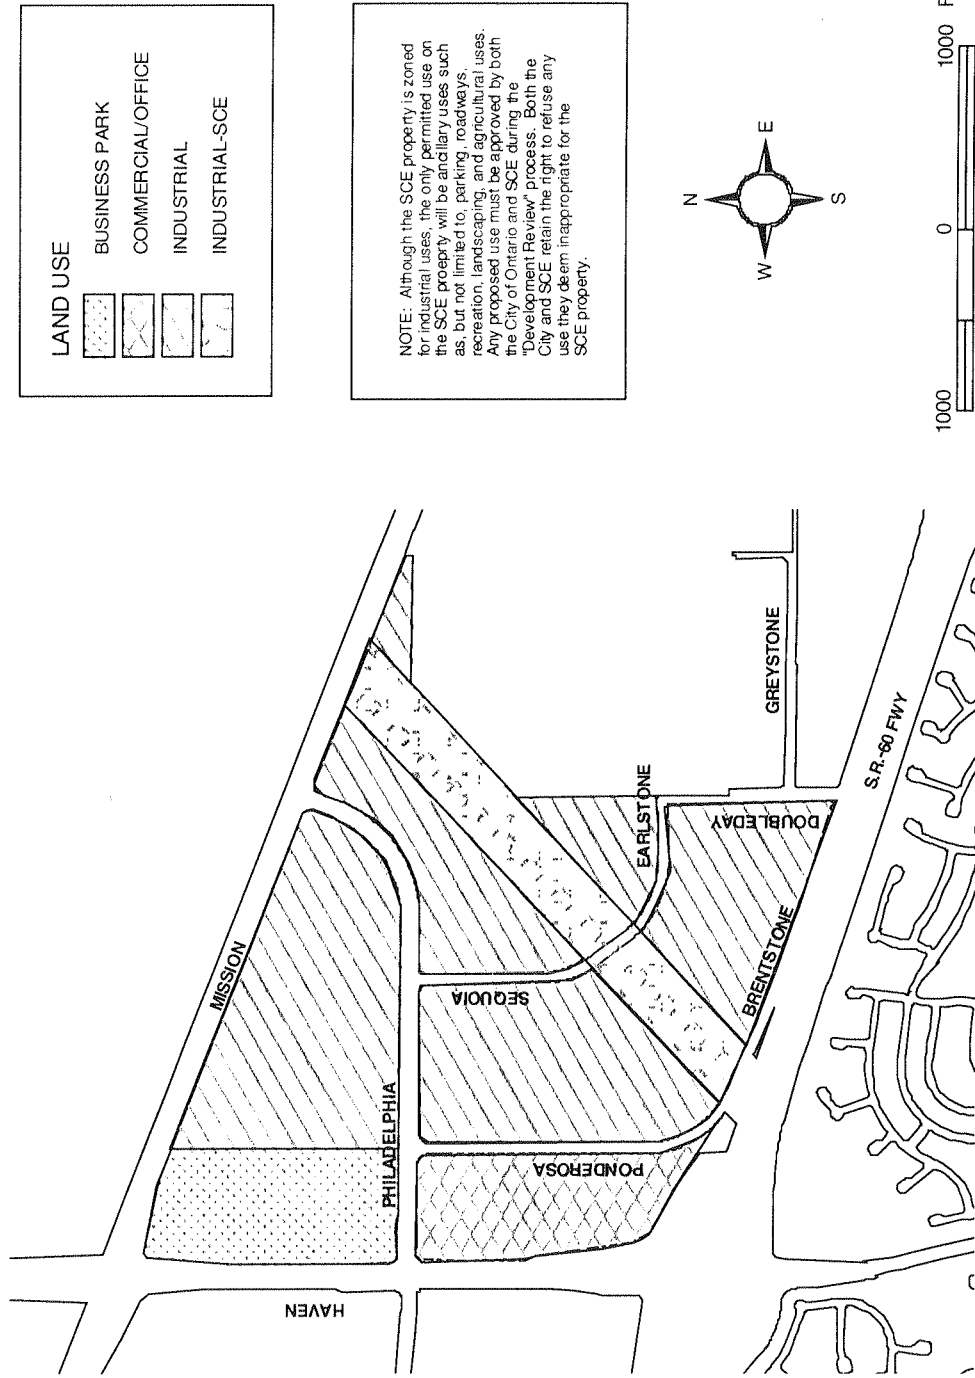 LAND USE
BUSINESS PARK
COMMERCIAL/OFFICE
INDUSTRIAL
INDUSTRIAL-SCE
NOTE: Although the SCE property is zoned
for industrial uses, the only permitted use on
the SCE proeprty will be ancillary uses such
as, but not limited to, parking, roadways,
recreation, landscaping, and agricultural uses.
Any proposed use must be approved by both
the City of Ontario and SCE during the
"Development Review" process. Both the
City and SCE retain the right to refuse any
use they deem inappropriate for the
SCE property.
N
W
E
S
1000
0
1000
MISSION
PHILADELPHIA
HAVEN
PONDEROSA
SEQUOIA
EARLSTONE
DOUBLEDAY
BRENTSTONE
GREYSTONE
S.R.-60 FWY